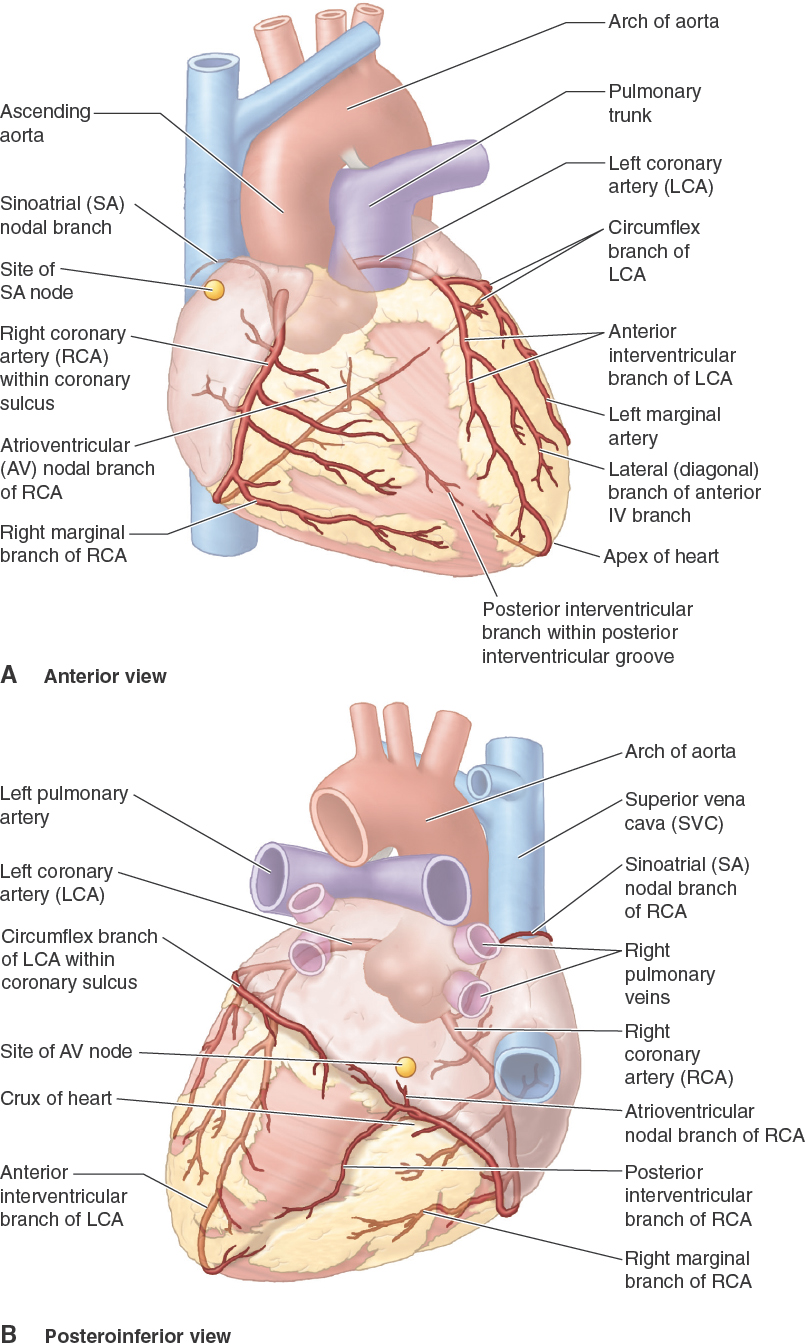 Arch of aorta
Pulmonary
trunk
Ascending
aorta
Left coronary
artery (LCA)
Sinoatrial (SA)
nodal branch
Circumflex
branch of
LCA
Site of
SA node
Right coronary
artery (RCA)
within coronary
sulcus
Anterior
interventricular
branch of LCA
Left marginal
artery
Atrioventricular
(AV) nodal branch
of RCA
Lateral (diagonal)
branch of anterior
IV branch
Right marginal
branch of RCA
Apex of heart
Posterior interventricular
branch within posterior
interventricular groove
A Anterior view
Arch of aorta
Left pulmonary
artery
Superior vena
cava (SVC)
Left coronary
artery (LCA)
Sinoatrial (SA)
nodal branch
of RCA
Circumflex branch
of LCA within
coronary sulcus
Right
pulmonary
veins
Site of AV node
Right
coronary
artery (RCA)
Crux of heart
Atrioventricular
nodal branch of RCA
Anterior
interventricular
branch of LCA
Posterior
interventricular
branch of RCA
Right marginal
branch of RCA
B Posteroinferior view